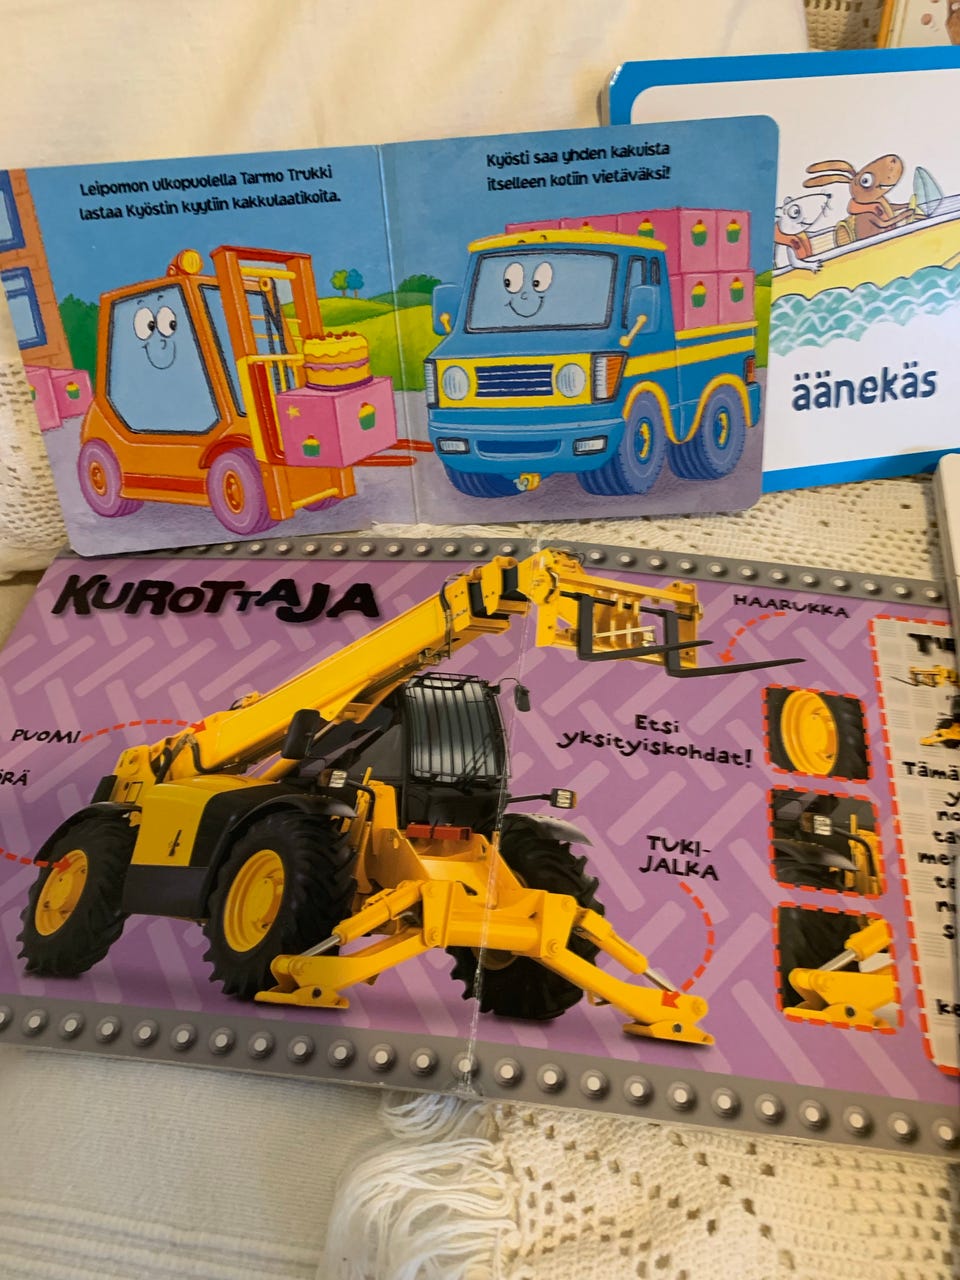 Leipomon ulkopuolella Tarmo Trukki
lastaa Kyöstin kyytiin kakkulaatikoita.
Kyösti saa yhden kakuista
itselleen kotiin vietäväksi!
äänekäs
KUROTTAJA
HAARUKKA
PUOMI
Etsi
yksityiskohdat!
TUKI-
JALKA
Tämä